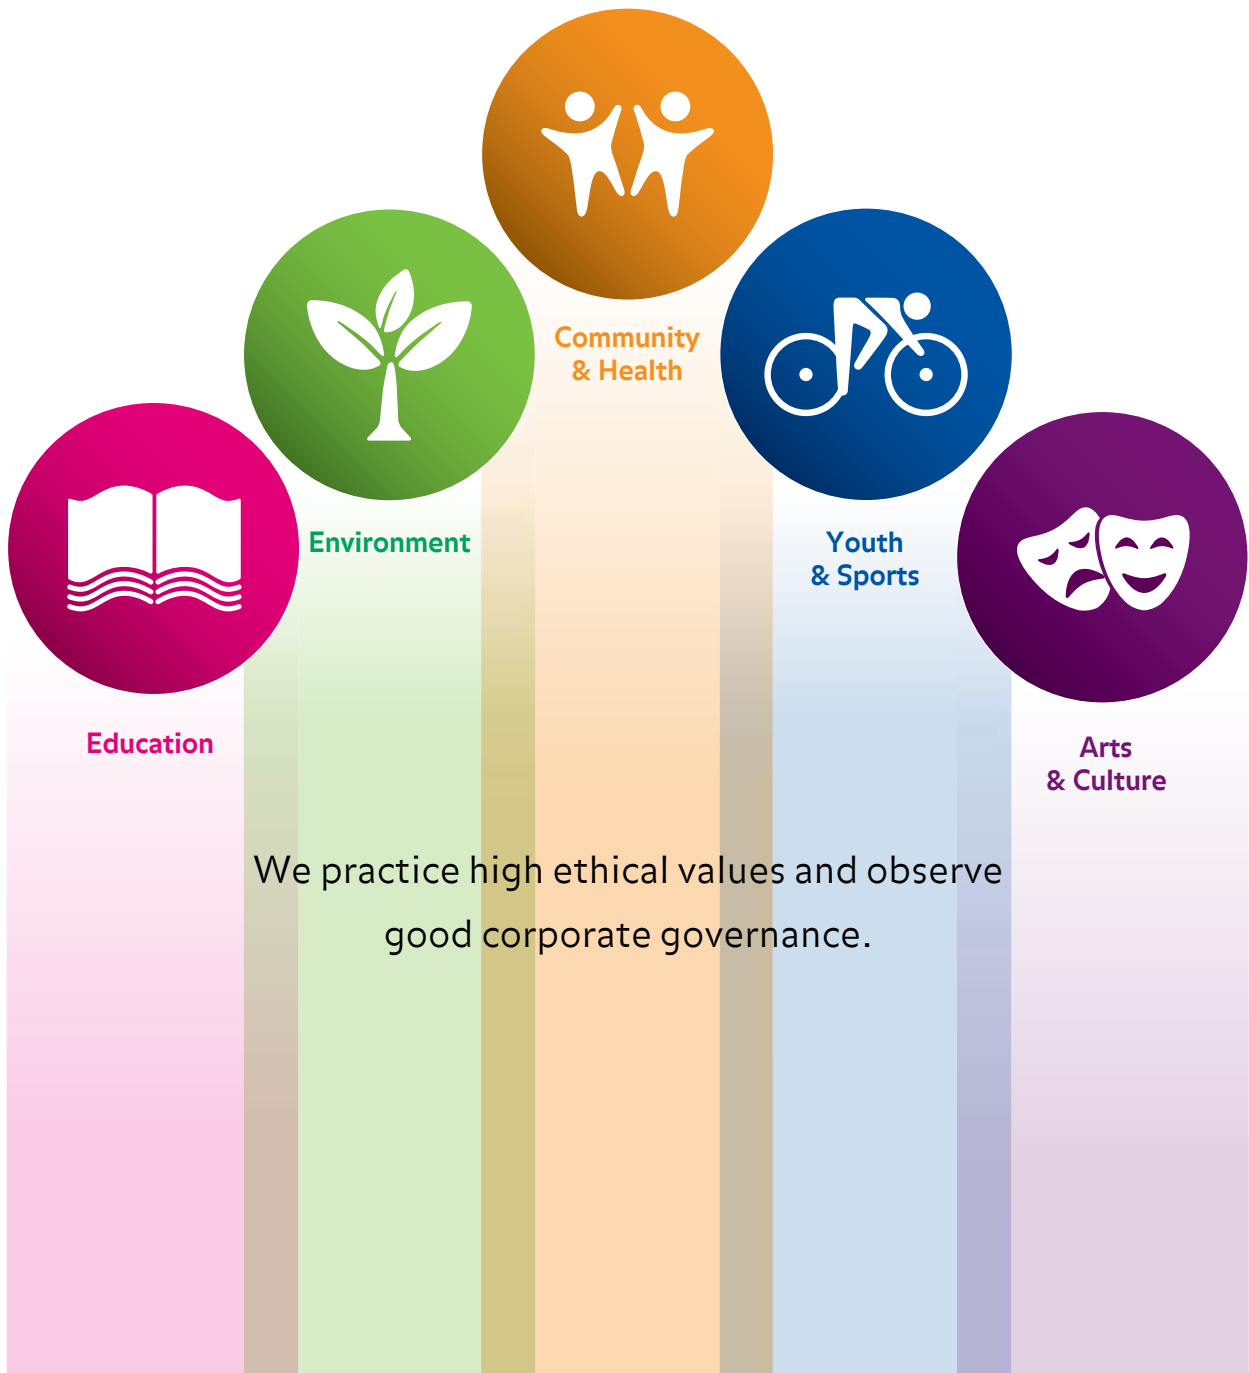 Community
& Health
Environment
Youth
& Sports
Education
Arts
& Culture
We practice high ethical values and observe
good corporate governance.